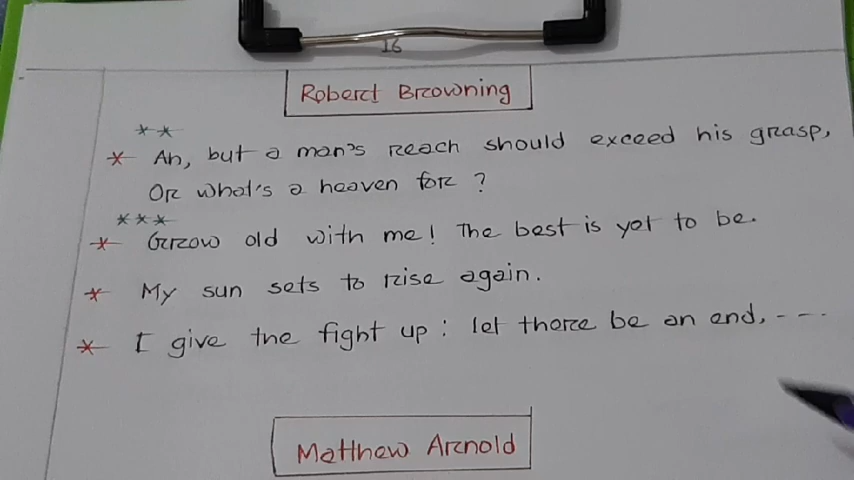 16
Robert Browning
**
* Ah, but a man's reach should exceed his grasp,
Or what's a heaven for ?
***
* Grow old with me! The best is yet to be.
* My sun sets to rise again.
* I give the fight up : let there be an end, - - -
Matthew Arnold